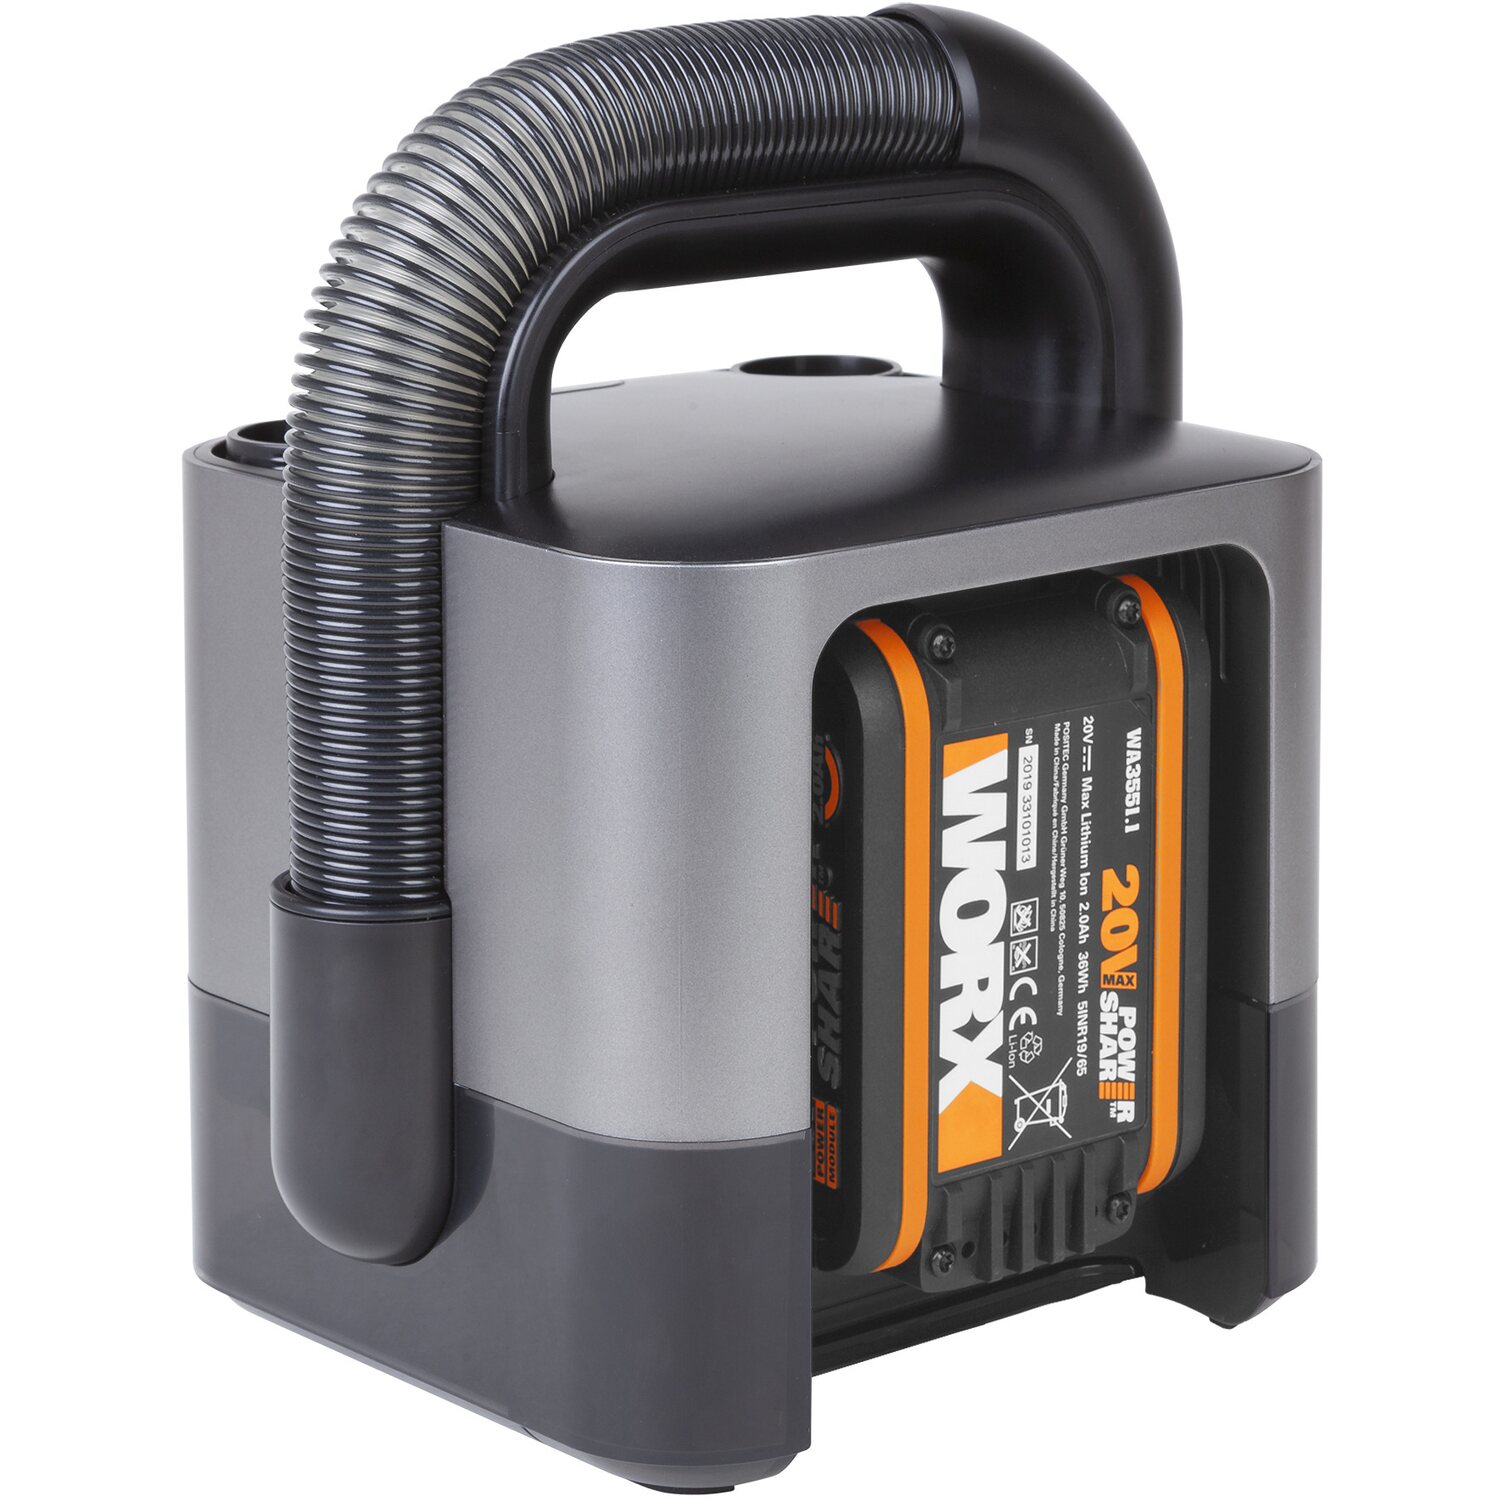 WA3551.1
20V MAX POWER SHARE™
20V Max Lithium Ion 2.0Ah 36Wh 5INR19/65
POSITEC Germany GmbH Grüner Weg 10, 50825 Cologne, Germany
Made in China/Fabriqué en Chine/Hergestellt in China
SN 2019 33101013
Li-Ion
WORX
2.0Ah
SHARE™
POWER
MODULE